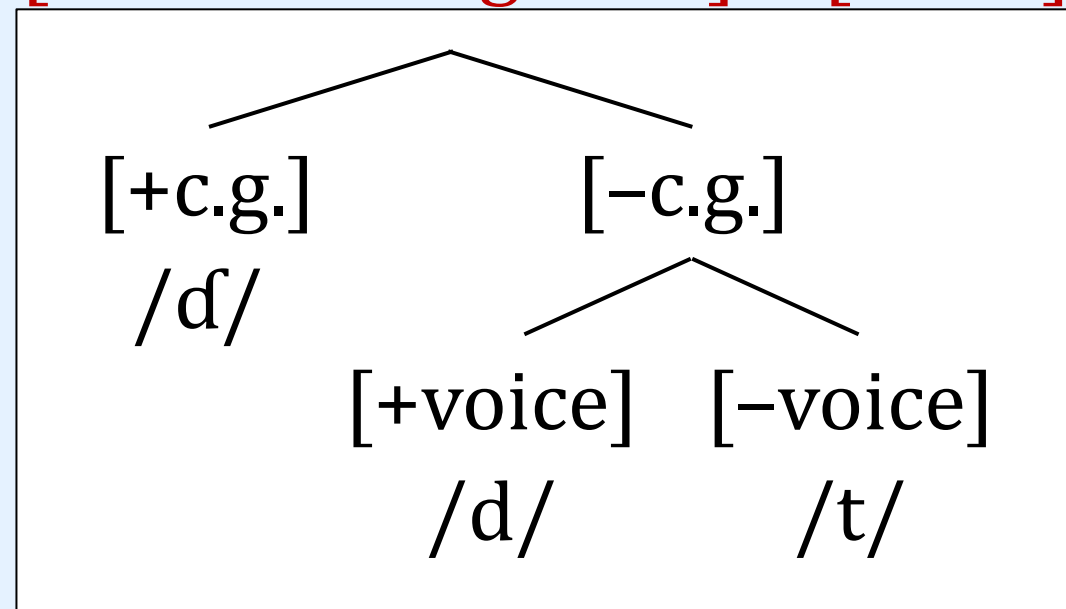 [+c.g.] [–c.g.]
/ɗ/
[+voice] [–voice]
/d/ /t/